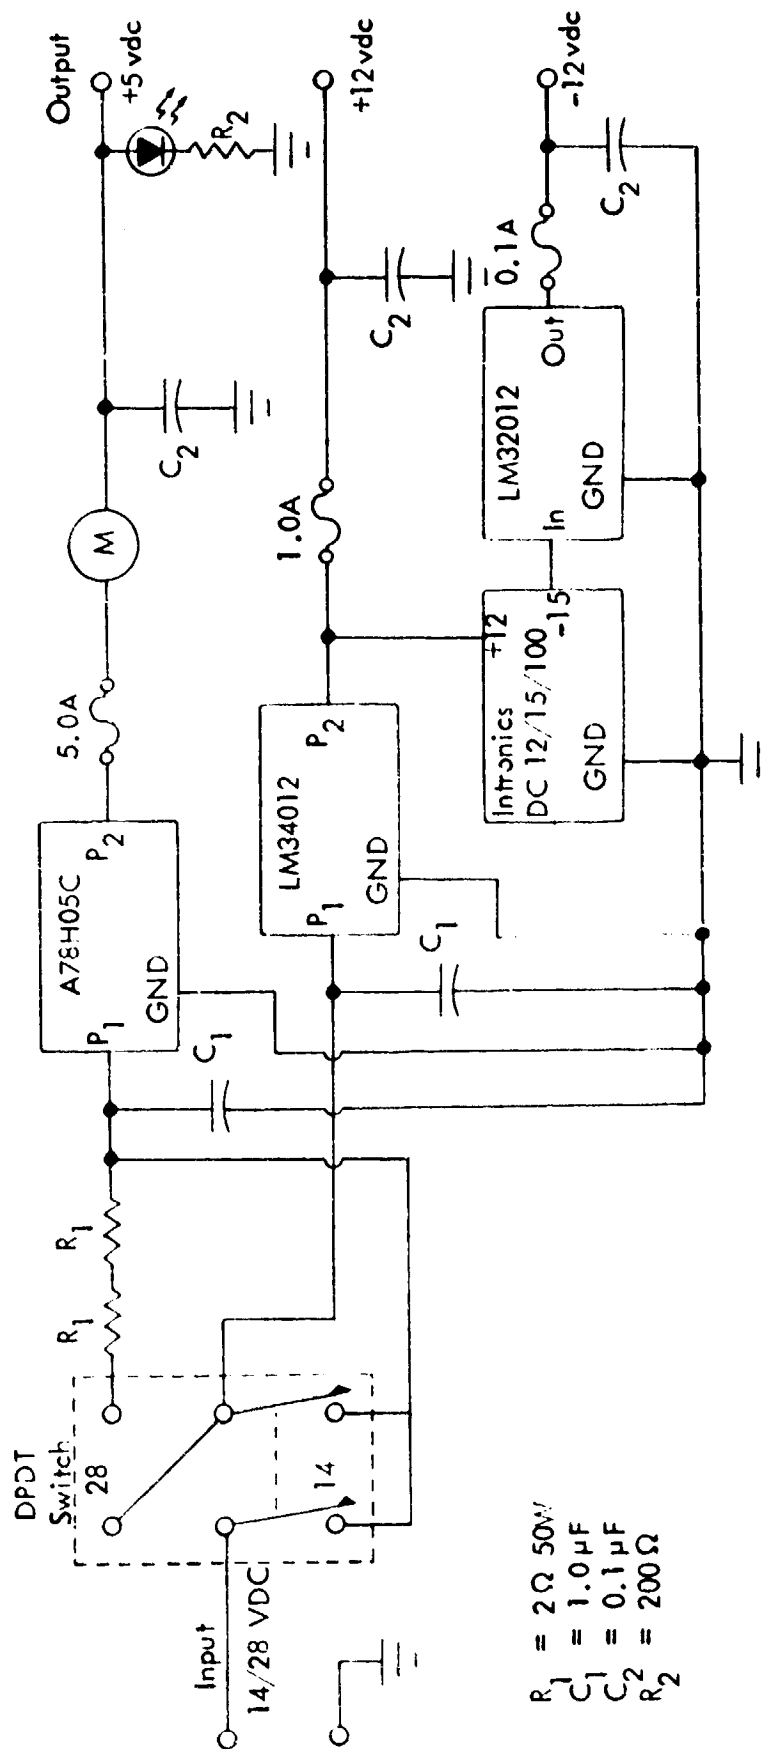 Output
+5 vdc
R2
C2
M
5.0A
A78H05C
P1
P2
GND
C1
R1
R1
DPDT
Switch
28
14
Input
14/28 VDC
+12vdc
C2
1.0A
LM34012
P1
P2
GND
C1
-12vdc
C2
0.1A
LM32012
In
Out
GND
Intronics
DC 12/15/100
+12
-15
GND
R1 = 2Ω 50W
C1 = 1.0μF
C2 = 0.1μF
R2 = 200Ω